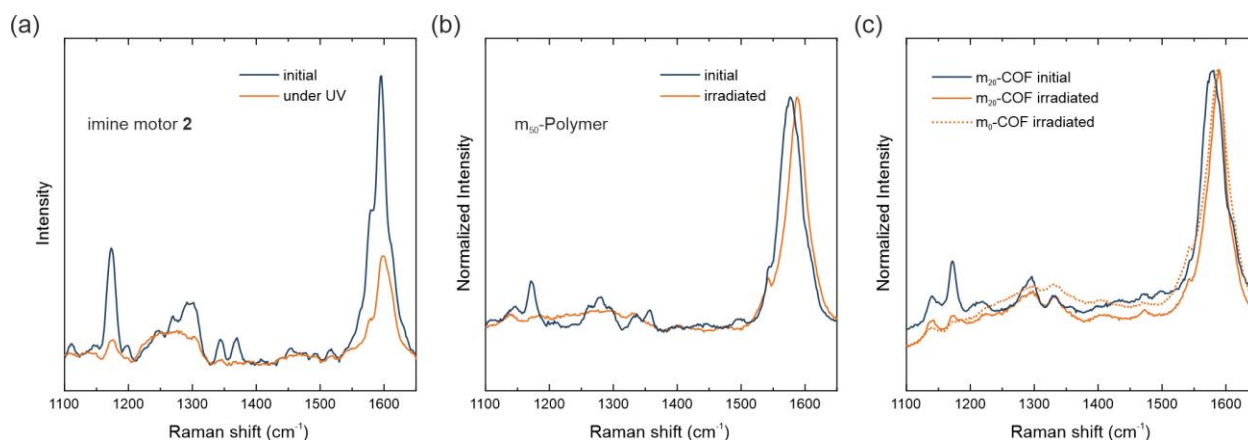 (a)
initial
under UV
imine motor 2
Intensity
1100 1200 1300 1400 1500 1600
Raman shift (cm⁻¹)
(b)
initial
irradiated
m₅₀-Polymer
Normalized Intensity
1100 1200 1300 1400 1500 1600
Raman shift (cm⁻¹)
(c)
m₂₀-COF initial
m₂₀-COF irradiated
m₀-COF irradiated
Normalized Intensity
1100 1200 1300 1400 1500 1600
Raman shift (cm⁻¹)